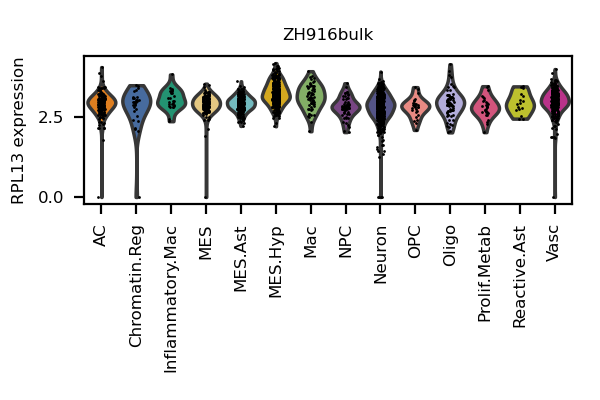 ZH916bulk
RPL13 expression
2.5
0.0
AC
Chromatin.Reg
Inflammatory.Mac
MES
MES.Ast
MES.Hyp
Mac
NPC
Neuron
OPC
Oligo
Prolif.Metab
Reactive.Ast
Vasc